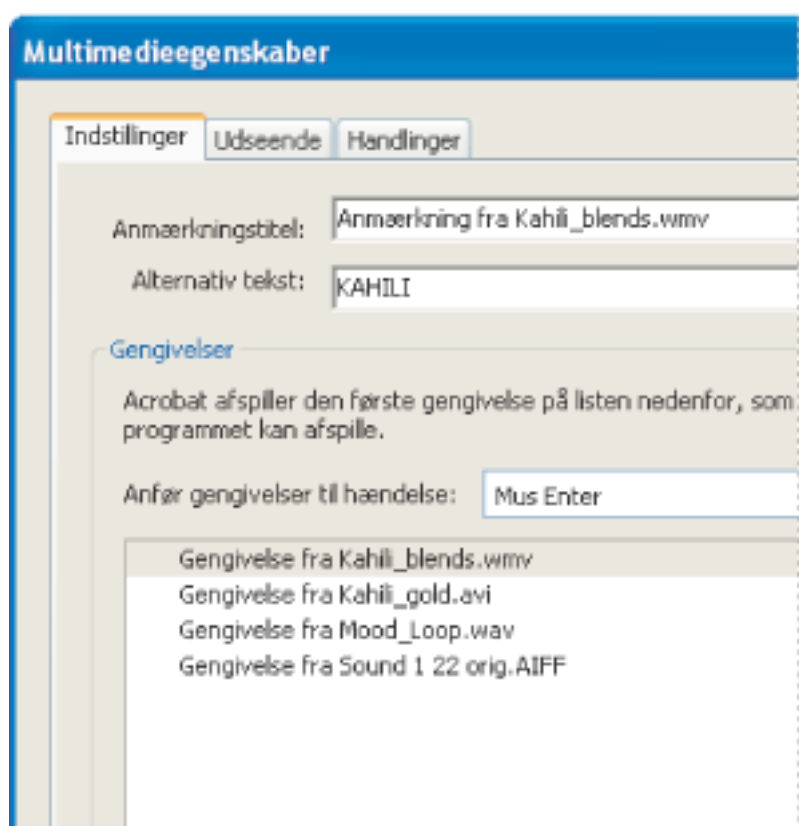 Multimedieegenskaber
Indstillinger Udseende Handlinger
Anmærkningstitel: Anmærkning fra Kahili_blends.wmv
Alternativ tekst: KAHILI
Gengivelser
Acrobat afspiller den første gengivelse på listen nedenfor, som
programmet kan afspille.
Anfør gengivelser til hændelse: Mus Enter
Gengivelse fra Kahili_blends.wmv
Gengivelse fra Kahili_gold.avi
Gengivelse fra Mood_Loop.wav
Gengivelse fra Sound 1 22 orig.AIFF